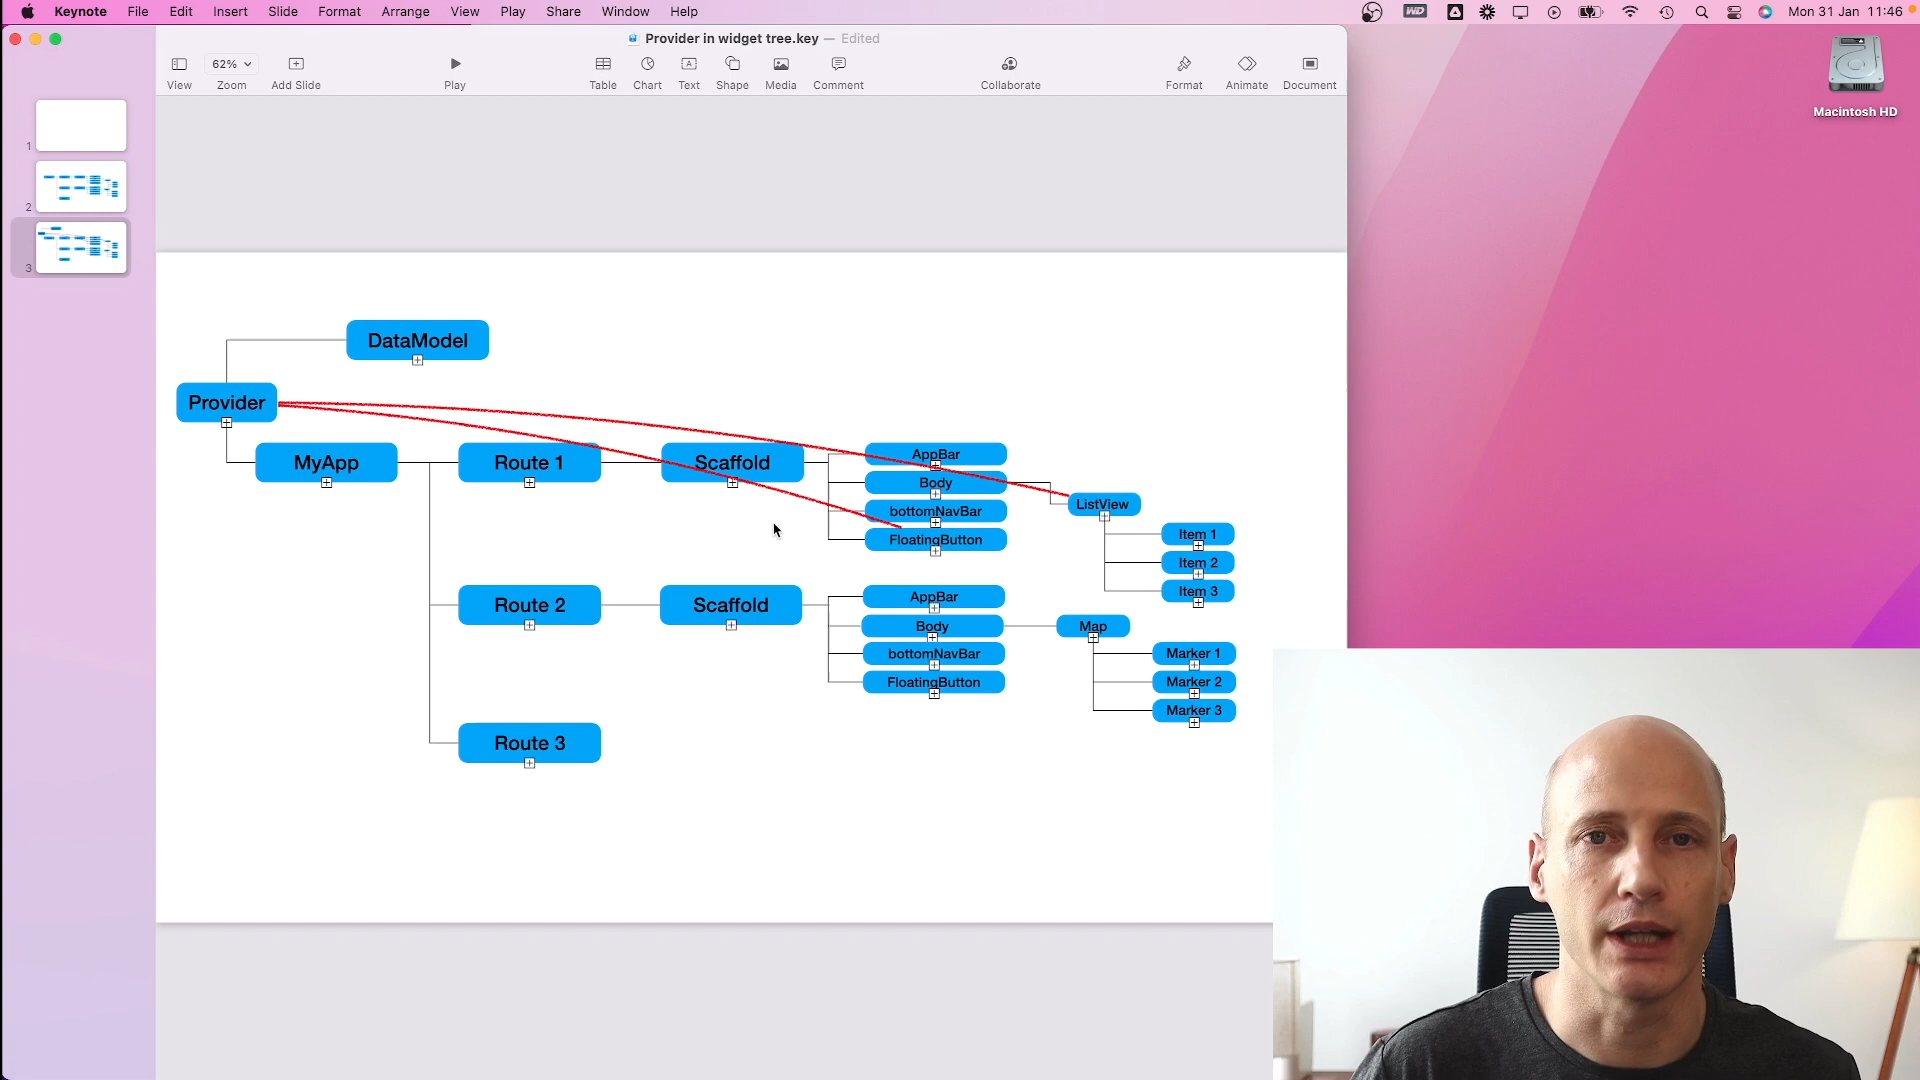 Keynote File Edit Insert Slide Format Arrange View Play Share Window Help
WD
Mon 31 Jan 11:46
Provider in widget tree.key — Edited
62%
View Zoom Add Slide Play Table Chart Text Shape Media Comment Collaborate Format Animate Document
Macintosh HD
1
2
3
DataModel
Provider
MyApp
Route 1
Scaffold
AppBar
Body
bottomNavBar
FloatingButton
ListView
Item 1
Item 2
Item 3
Route 2
Scaffold
AppBar
Body
bottomNavBar
FloatingButton
Map
Marker 1
Marker 2
Marker 3
Route 3